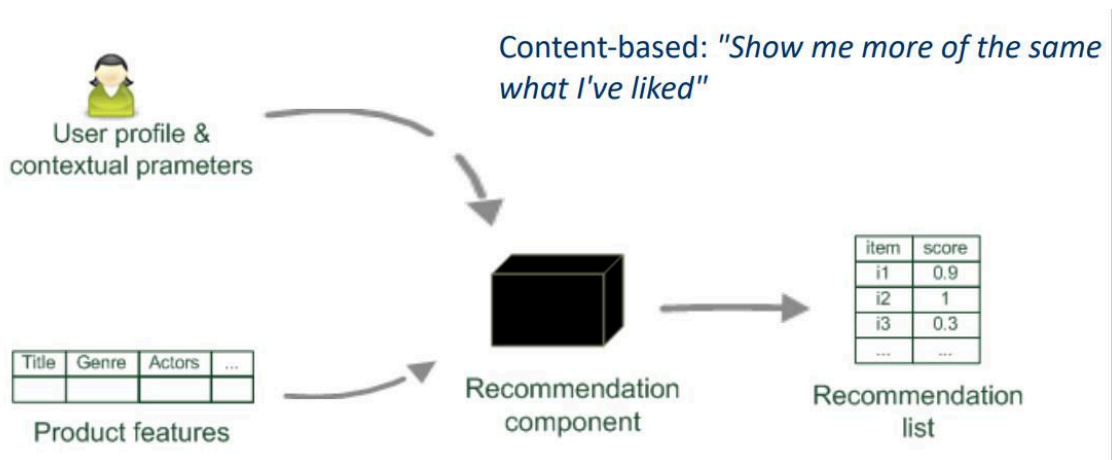 Content-based: "Show me more of the same
what I've liked"
User profile &
contextual prameters
item score
i1 0.9
i2 1
i3 0.3
... ...
Title Genre Actors ...
Product features
Recommendation
component
Recommendation
list